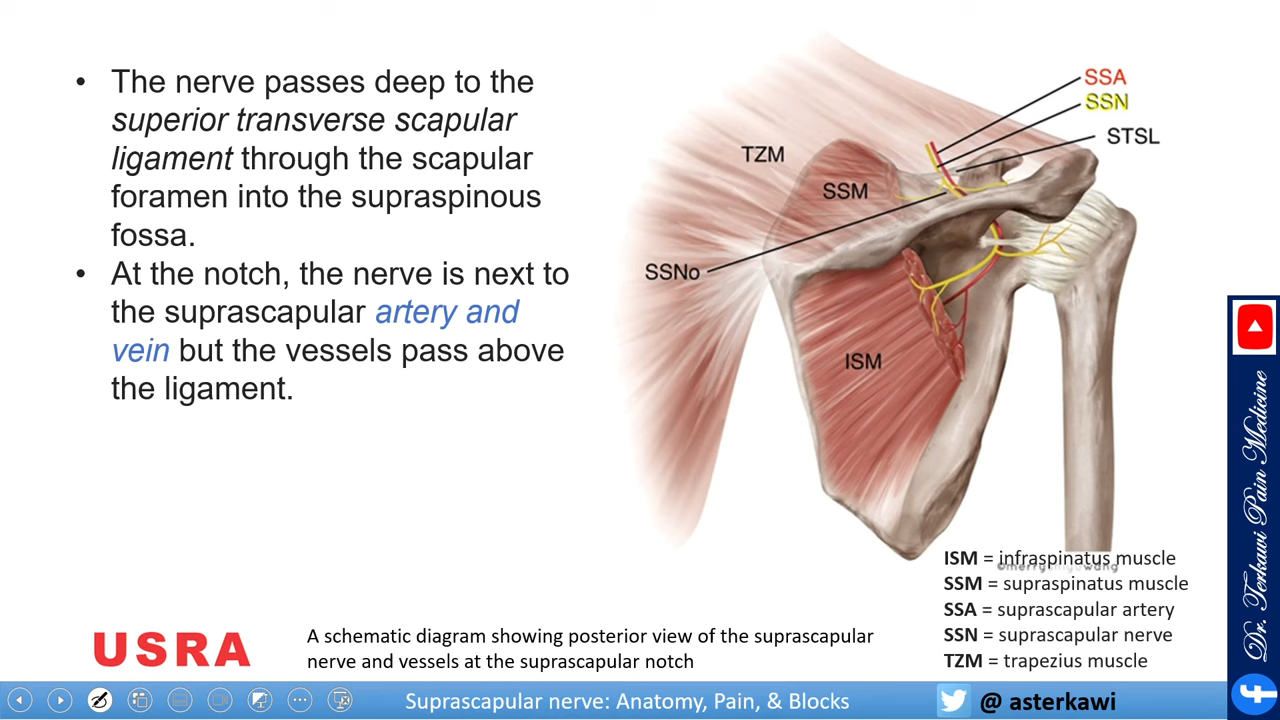 • The nerve passes deep to the
superior transverse scapular
ligament through the scapular
foramen into the supraspinous
fossa.
• At the notch, the nerve is next to
the suprascapular artery and
vein but the vessels pass above
the ligament.
SSA
SSN
STSL
TZM
SSM
SSNo
ISM
ISM = infraspinatus muscle
SSM = supraspinatus muscle
SSA = suprascapular artery
SSN = suprascapular nerve
TZM = trapezius muscle
USRA
A schematic diagram showing posterior view of the suprascapular
nerve and vessels at the suprascapular notch
Suprascapular nerve: Anatomy, Pain, & Blocks
@ asterkawi
Dr. Terkawi Pain Medicine